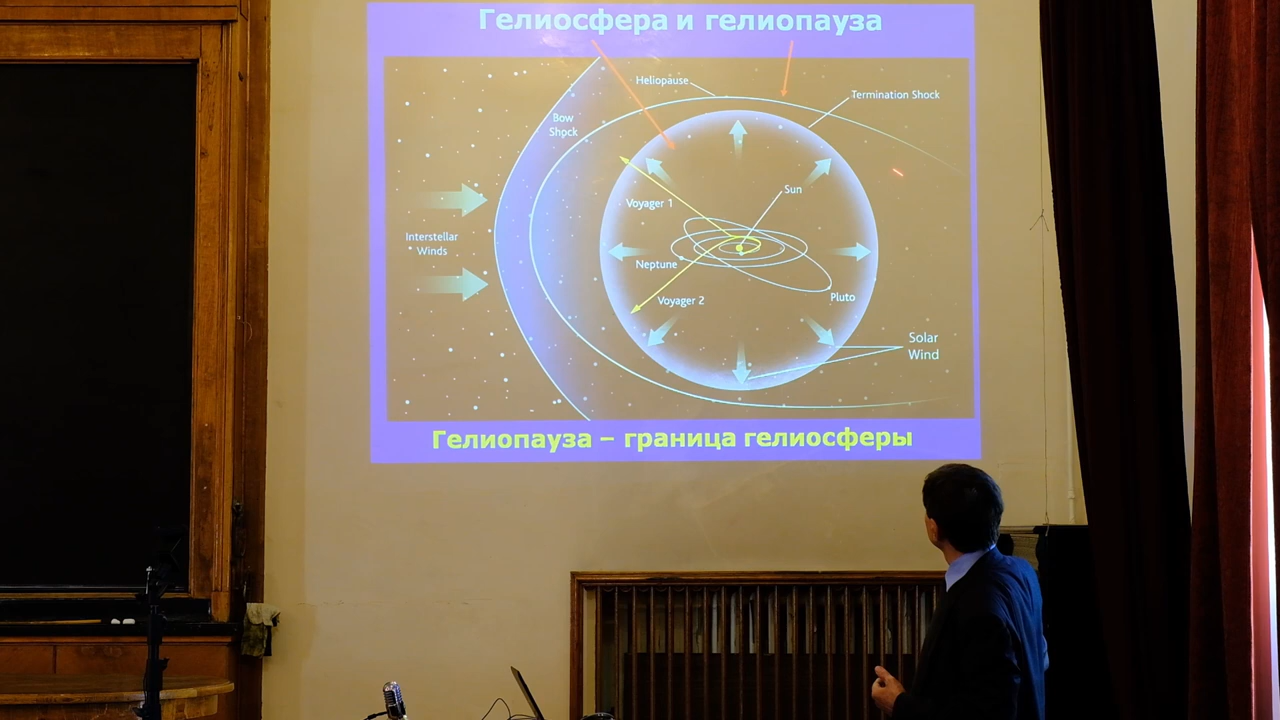 Гелиосфера и гелиопауза
Heliopause
Termination Shock
Bow
Shock
Sun
Voyager 1
Interstellar
Winds
Neptune
Voyager 2
Pluto
Solar
Wind
Гелиопауза – граница гелиосферы